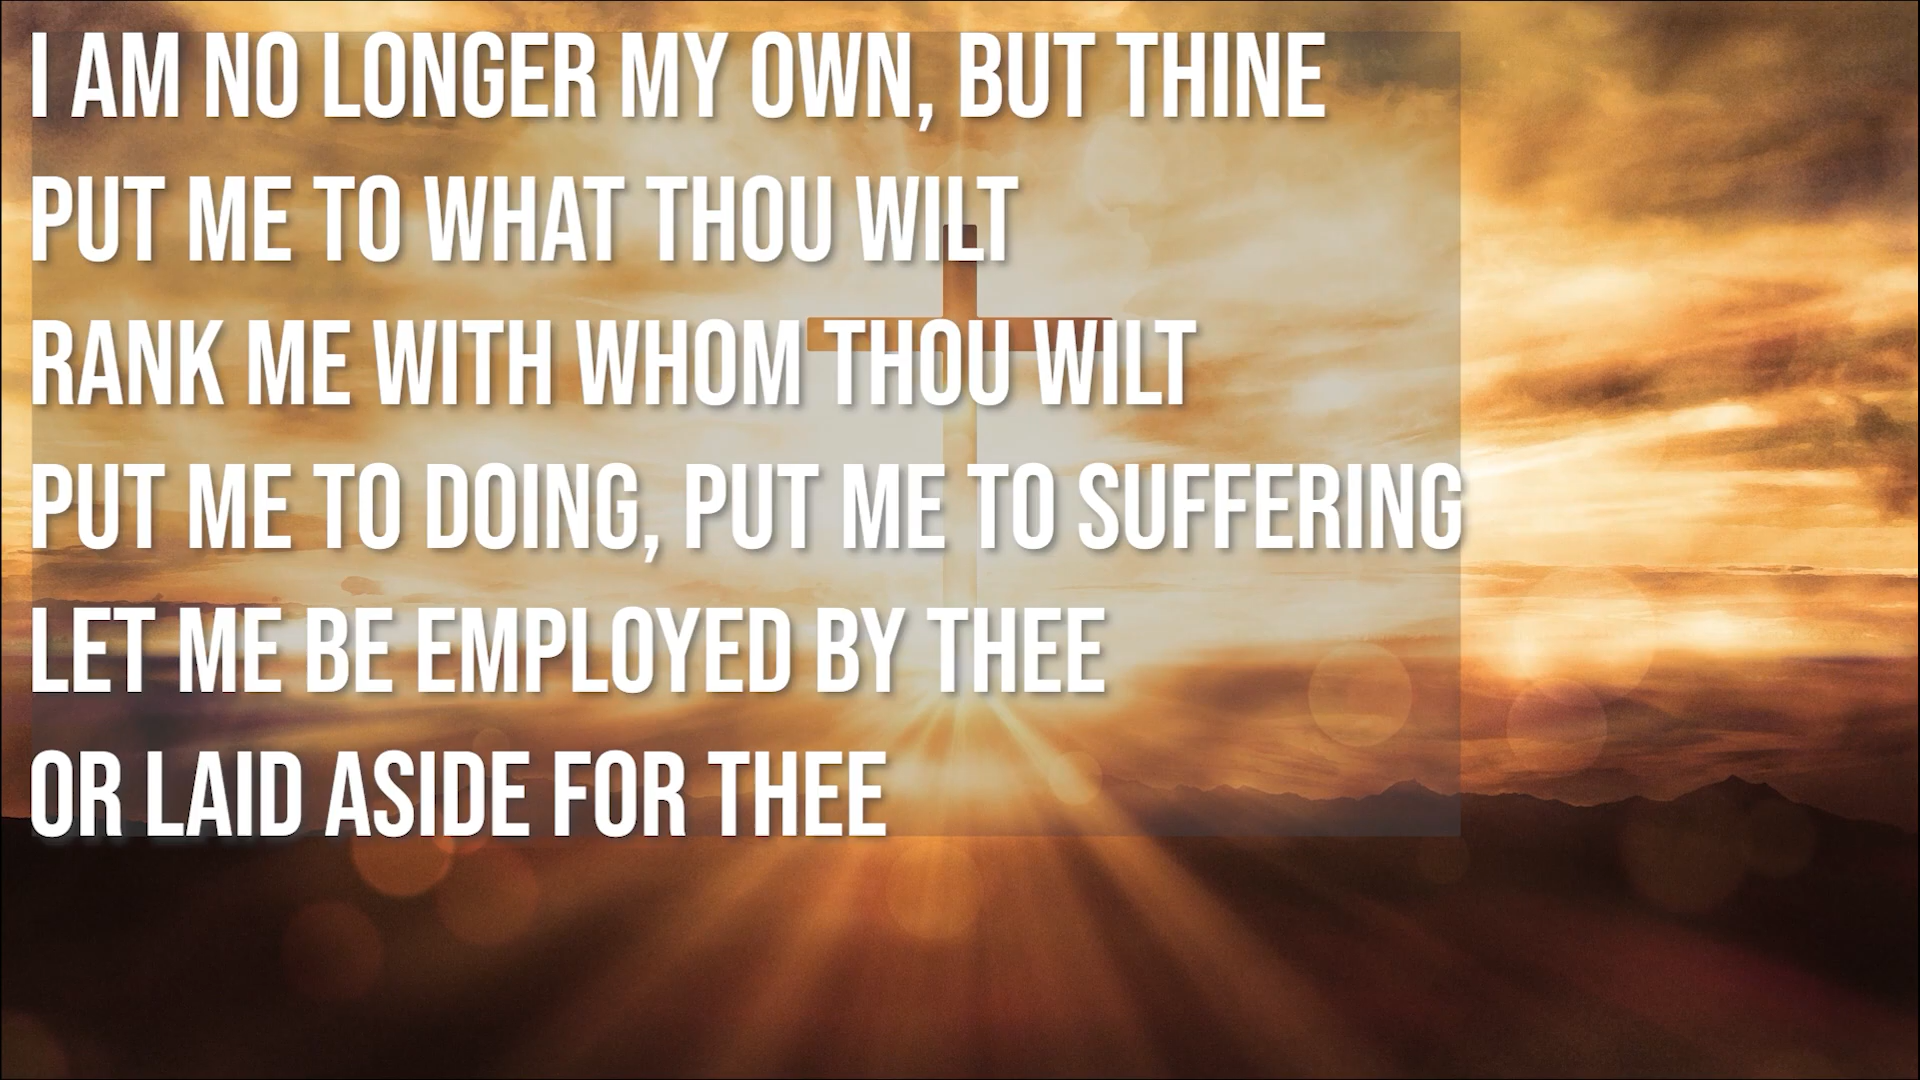 I AM NO LONGER MY OWN, BUT THINE
PUT ME TO WHAT THOU WILT
RANK ME WITH WHOM THOU WILT
PUT ME TO DOING, PUT ME TO SUFFERING
LET ME BE EMPLOYED BY THEE
OR LAID ASIDE FOR THEE